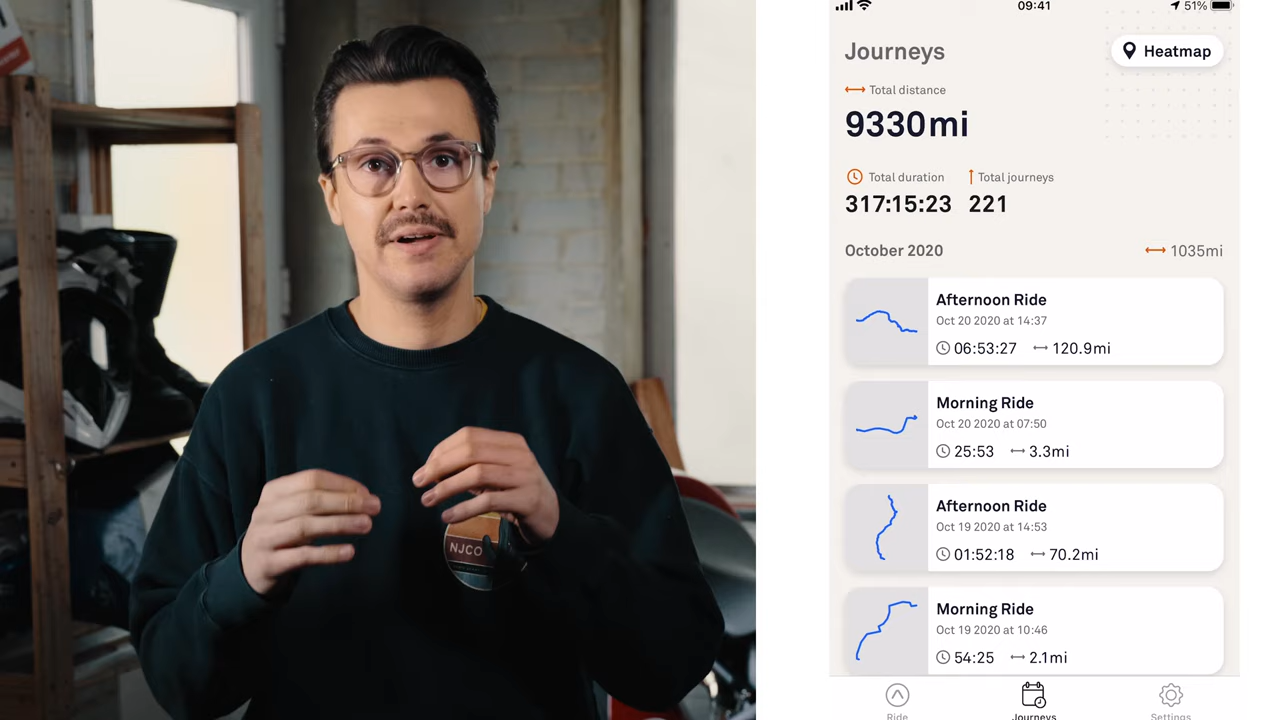 NJCO
09:41
51%
Journeys
Heatmap
Total distance
9330mi
Total duration
Total journeys
317:15:23
221
October 2020
1035mi
Afternoon Ride
Oct 20 2020 at 14:37
06:53:27
120.9mi
Morning Ride
Oct 20 2020 at 07:50
25:53
3.3mi
Afternoon Ride
Oct 19 2020 at 14:53
01:52:18
70.2mi
Morning Ride
Oct 19 2020 at 10:46
54:25
2.1mi
Ride
Journeys
Settings